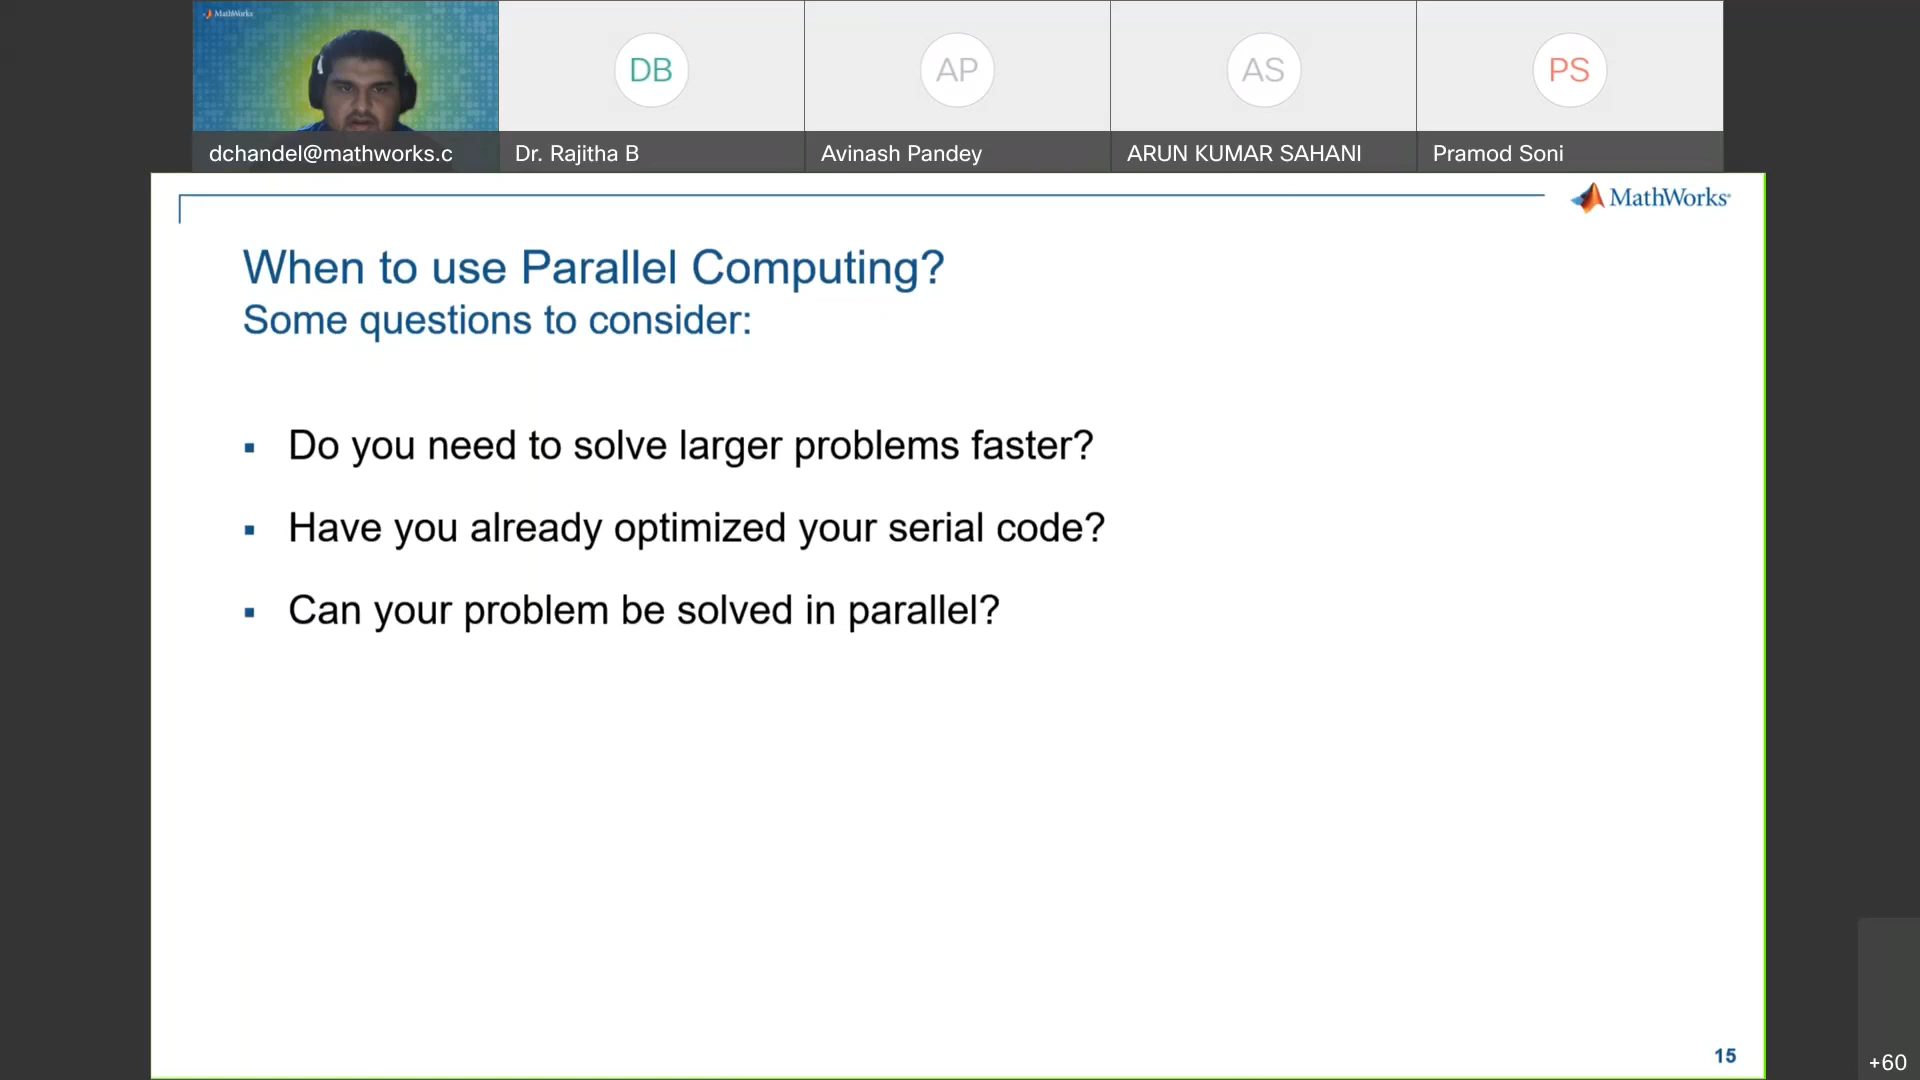 MathWorks
DB
AP
AS
PS
dchandel@mathworks.c
Dr. Rajitha B
Avinash Pandey
ARUN KUMAR SAHANI
Pramod Soni
MathWorks®
When to use Parallel Computing?
Some questions to consider:
▪ Do you need to solve larger problems faster?
▪ Have you already optimized your serial code?
▪ Can your problem be solved in parallel?
15
+60